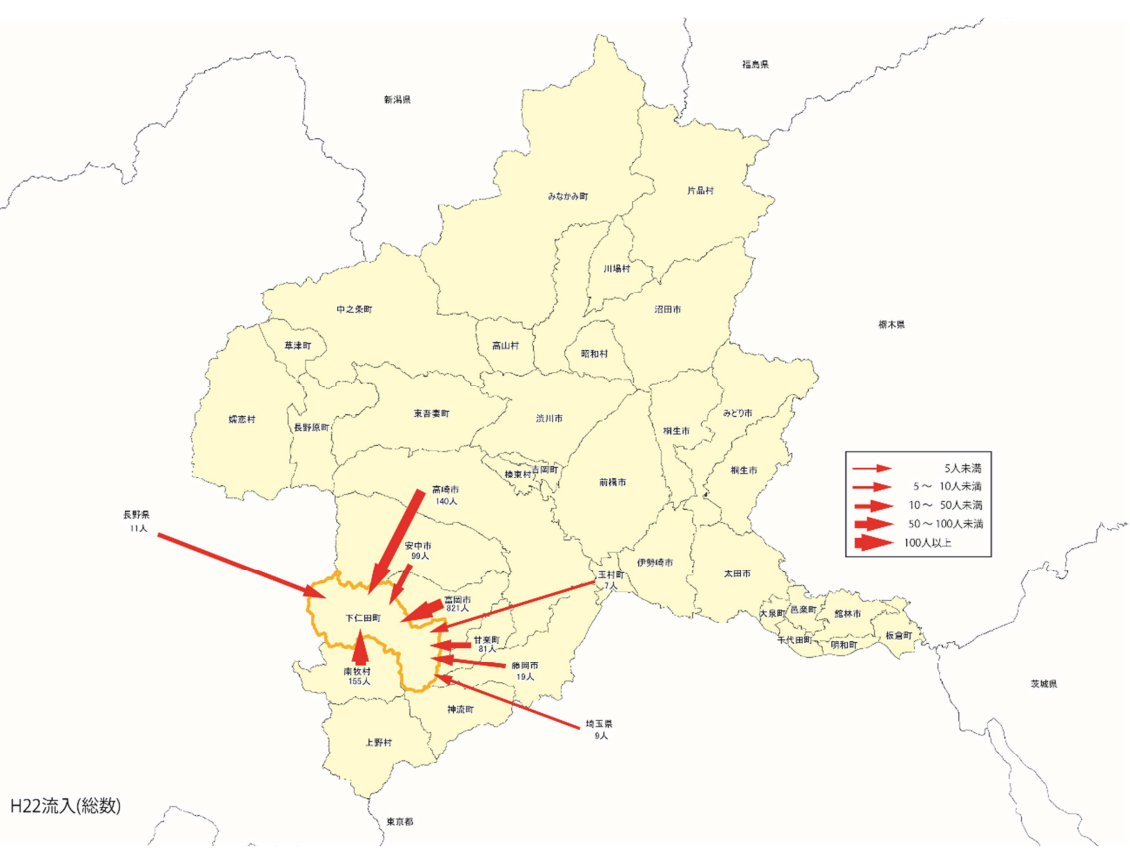 福島県
新潟県
片品村
みなかみ町
川場村
中之条町
沼田市
栃木県
草津町
高山村
昭和村
嬬恋村
長野原町
東吾妻町
渋川市
みどり市
桐生市
桐生市
榛東村
吉岡町
前橋市
5人未満
5 ~ 10人未満
10 ~ 50人未満
50 ~ 100人未満
100人以上
高崎市
140人
長野県
11人
安中市
99人
玉村町
7人
伊勢崎市
太田市
富岡市
821人
下仁田町
大泉町
邑楽町
館林市
板倉町
千代田町
明和町
甘楽町
81人
藤岡市
19人
南牧村
155人
茨城県
神流町
埼玉県
9人
上野村
H22流入(総数)
東京都